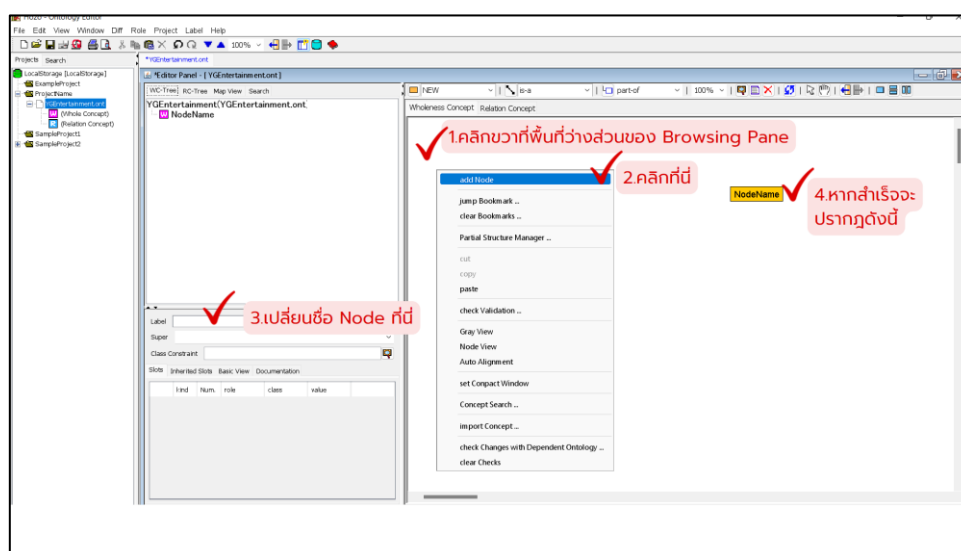 Hozo - Ontology Editor
File Edit View Window Diff Role Project Label Help
100%
Projects Search
*YGEntertainment.ont
LocalStorage [LocalStorage]
ExampleProject
ProjectName
YGEntertainment.ont
W (Whole Concept)
R (Relation Concept)
SampleProject1
SampleProject2
*Editor Panel - [ YGEntertainment.ont ]
WC-Tree RC-Tree Map View Search
YGEntertainment(YGEntertainment.ont
W NodeName
NEW is-a part-of 100%
Wholeness Concept Relation Concept
1.คลิกขวาที่พื้นที่ว่างส่วนของ Browsing Pane
add Node
2.คลิกที่นี่
jump Bookmark ...
clear Bookmarks ...
Partial Structure Manager ...
cut
copy
paste
check Validation ...
Gray View
Node View
Auto Alignment
set Conpact Window
Concept Search ...
import Concept ...
check Changes with Dependent Ontology ...
clear Checks
NodeName
4.หากสำเร็จจะ
ปรากฎดังนี้
3.เปลี่ยนชื่อ Node ที่นี่
Label
Super
Class Constraint
Slots Inherited Slots Basic View Documentation
kind Num. role class value